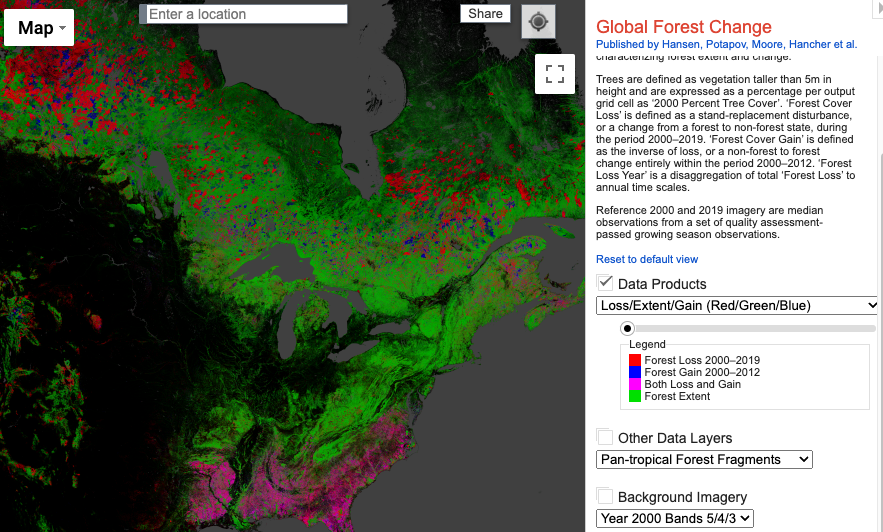 Map
Enter a location
Share
Global Forest Change
Published by Hansen, Potapov, Moore, Hancher et al.
characterizing forest extent and change.
Trees are defined as vegetation taller than 5m in
height and are expressed as a percentage per output
grid cell as ‘2000 Percent Tree Cover’. ‘Forest Cover
Loss’ is defined as a stand-replacement disturbance,
or a change from a forest to non-forest state, during
the period 2000–2019. ‘Forest Cover Gain’ is defined
as the inverse of loss, or a non-forest to forest
change entirely within the period 2000–2012. ‘Forest
Loss Year’ is a disaggregation of total ‘Forest Loss’ to
annual time scales.
Reference 2000 and 2019 imagery are median
observations from a set of quality assessment-
passed growing season observations.
Reset to default view
Data Products
Loss/Extent/Gain (Red/Green/Blue)
Legend
Forest Loss 2000–2019
Forest Gain 2000–2012
Both Loss and Gain
Forest Extent
Other Data Layers
Pan-tropical Forest Fragments
Background Imagery
Year 2000 Bands 5/4/3